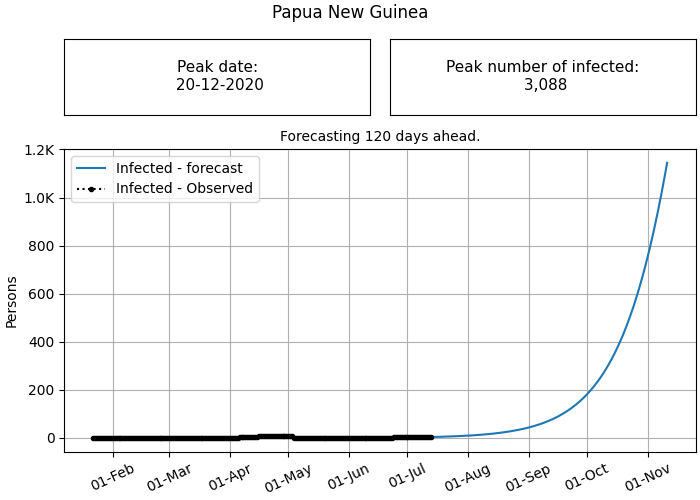 Papua New Guinea
Peak date:
20-12-2020
Peak number of infected:
3,088
Forecasting 120 days ahead.
Infected - forecast
Infected - Observed
Persons
1.2K
1.0K
800
600
400
200
0
01-Feb
01-Mar
01-Apr
01-May
01-Jun
01-Jul
01-Aug
01-Sep
01-Oct
01-Nov